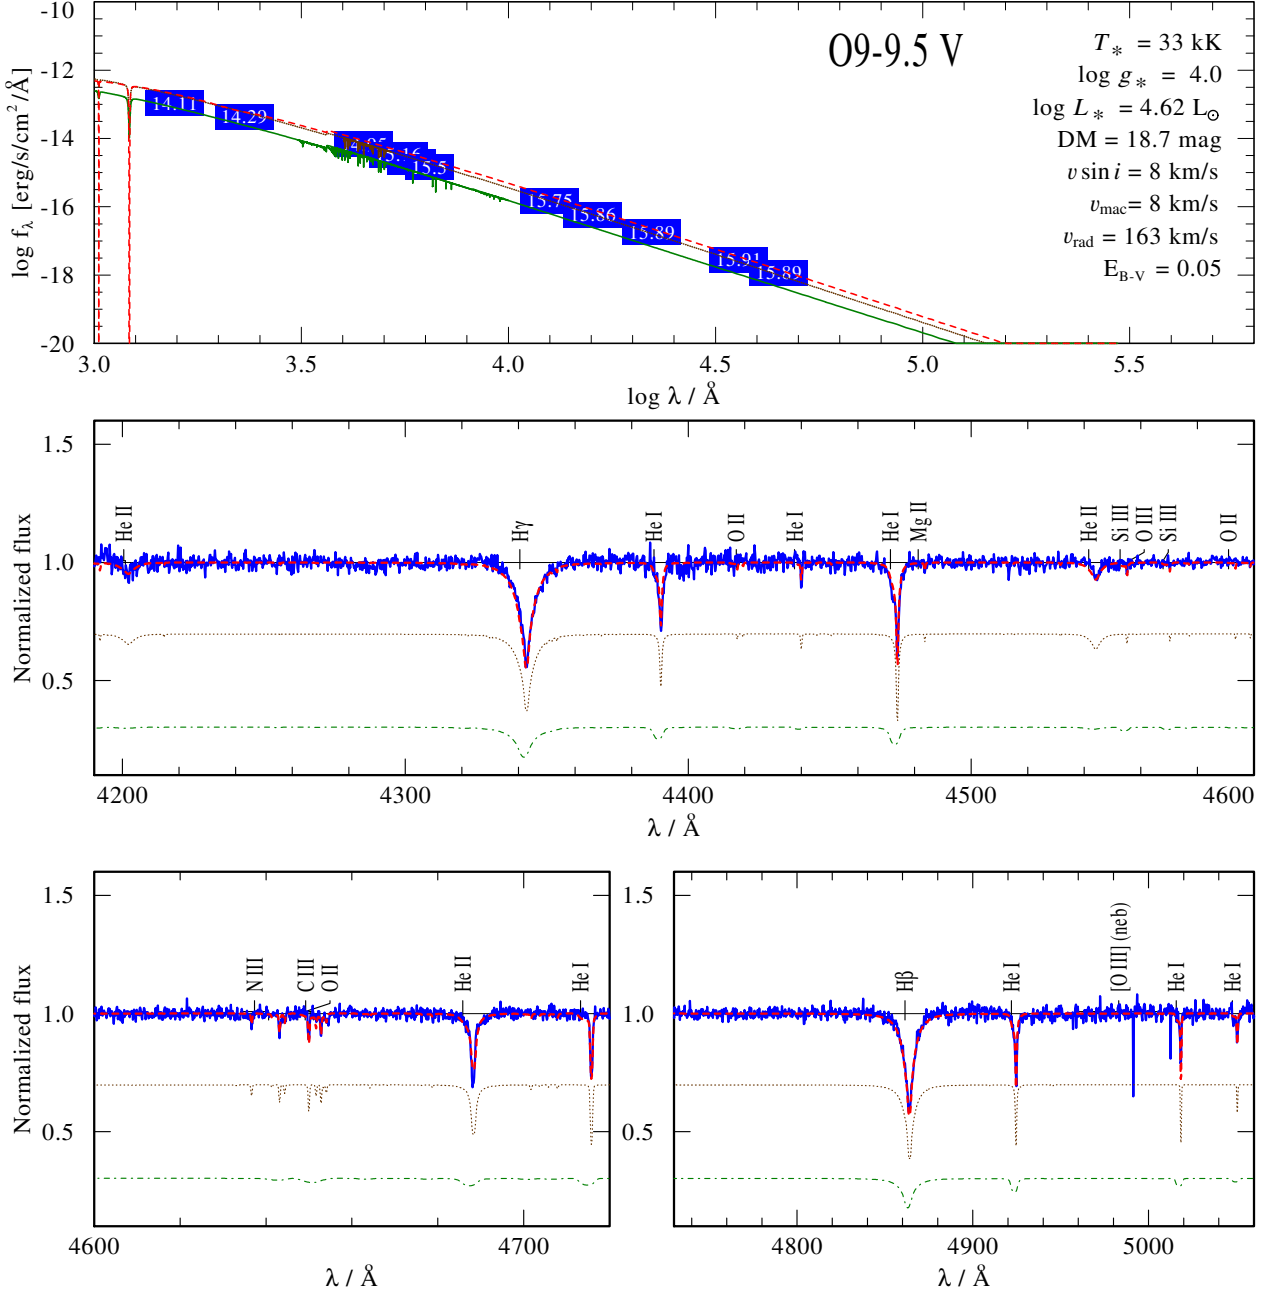 O9-9.5 V
T* = 33 kK
log g* = 4.0
log L* = 4.62 L⊙
DM = 18.7 mag
v sin i = 8 km/s
vmac= 8 km/s
vrad = 163 km/s
EB-V = 0.05
log fλ [erg/s/cm2/Å]
-10
-12
-14
-16
-18
-20
14.11
14.29
15.5
15.75
15.86
15.89
15.91
15.89
3.0
3.5
4.0
4.5
5.0
5.5
log λ / Å
Normalized flux
1.5
1.0
0.5
He II
Hγ
He I
O II
He I
He I
Mg II
He II
Si III
O III
Si III
O II
4200
4300
4400
4500
4600
λ / Å
Normalized flux
1.5
1.0
0.5
N III
C III
O II
He II
He I
4600
4700
λ / Å
1.5
1.0
0.5
Hβ
He I
[O III] (neb)
He I
He I
4800
4900
5000
λ / Å